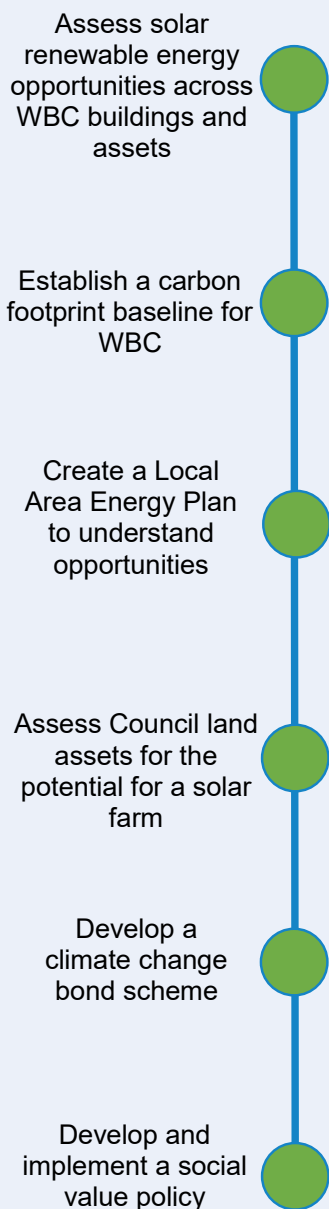 Assess solar
renewable energy
opportunities across
WBC buildings and
assets
Establish a carbon
footprint baseline for
WBC
Create a Local
Area Energy Plan
to understand
opportunities
Assess Council land
assets for the
potential for a solar
farm
Develop a
climate change
bond scheme
Develop and
implement a social
value policy